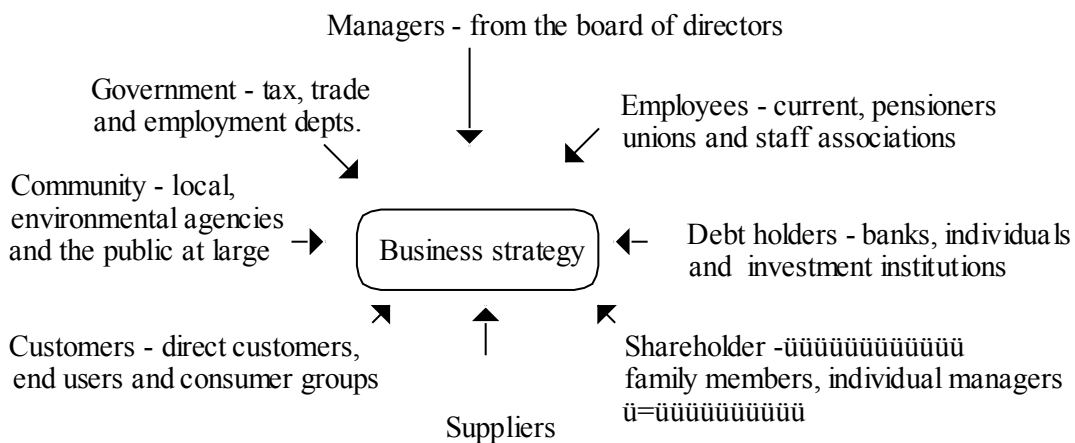 Managers - from the board of directors
Government - tax, trade
and employment depts.
Employees - current, pensioners
unions and staff associations
Community - local,
environmental agencies
and the public at large
Business strategy
Debt holders - banks, individuals
and investment institutions
Customers - direct customers,
end users and consumer groups
Shareholder -üüüüüüüüüüüü
family members, individual managers
ü=üüüüüüüüüü
Suppliers